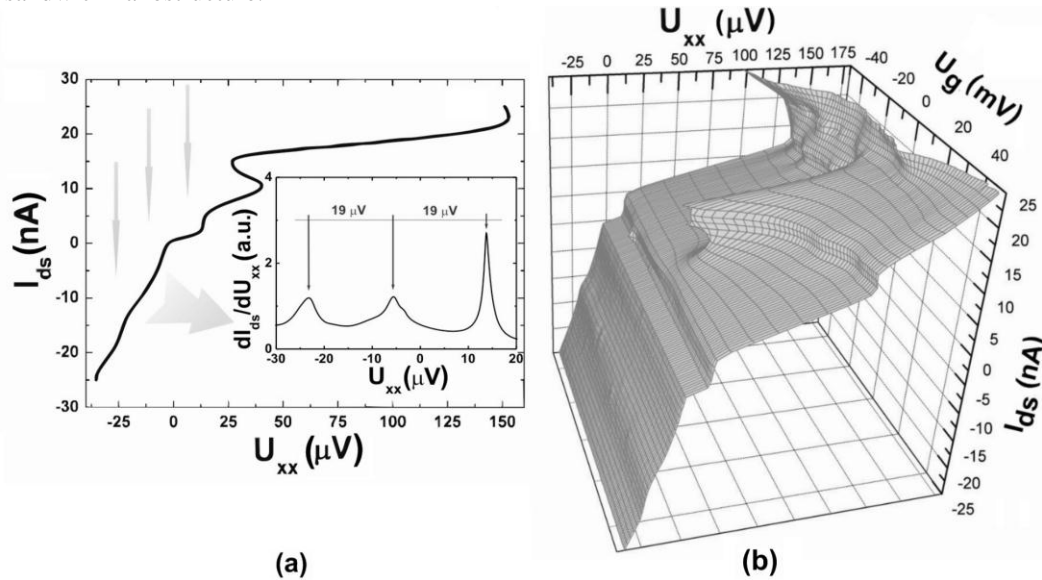 U_xx (μV)
-25 0 25 50 75 100 125 150 175
-40 -20 0 20 40
U_g (mV)
30
20
10
0
-10
-20
-30
I_ds (nA)
-25 0 25 50 75 100 125 150
U_xx (μV)
4
2
0
dI_ds/dU_xx (a.u.)
19 μV 19 μV
-30 -20 -10 0 10 20
U_xx (μV)
25
20
15
10
5
0
-5
-10
-15
-20
-25
I_ds (nA)
(a)
(b)